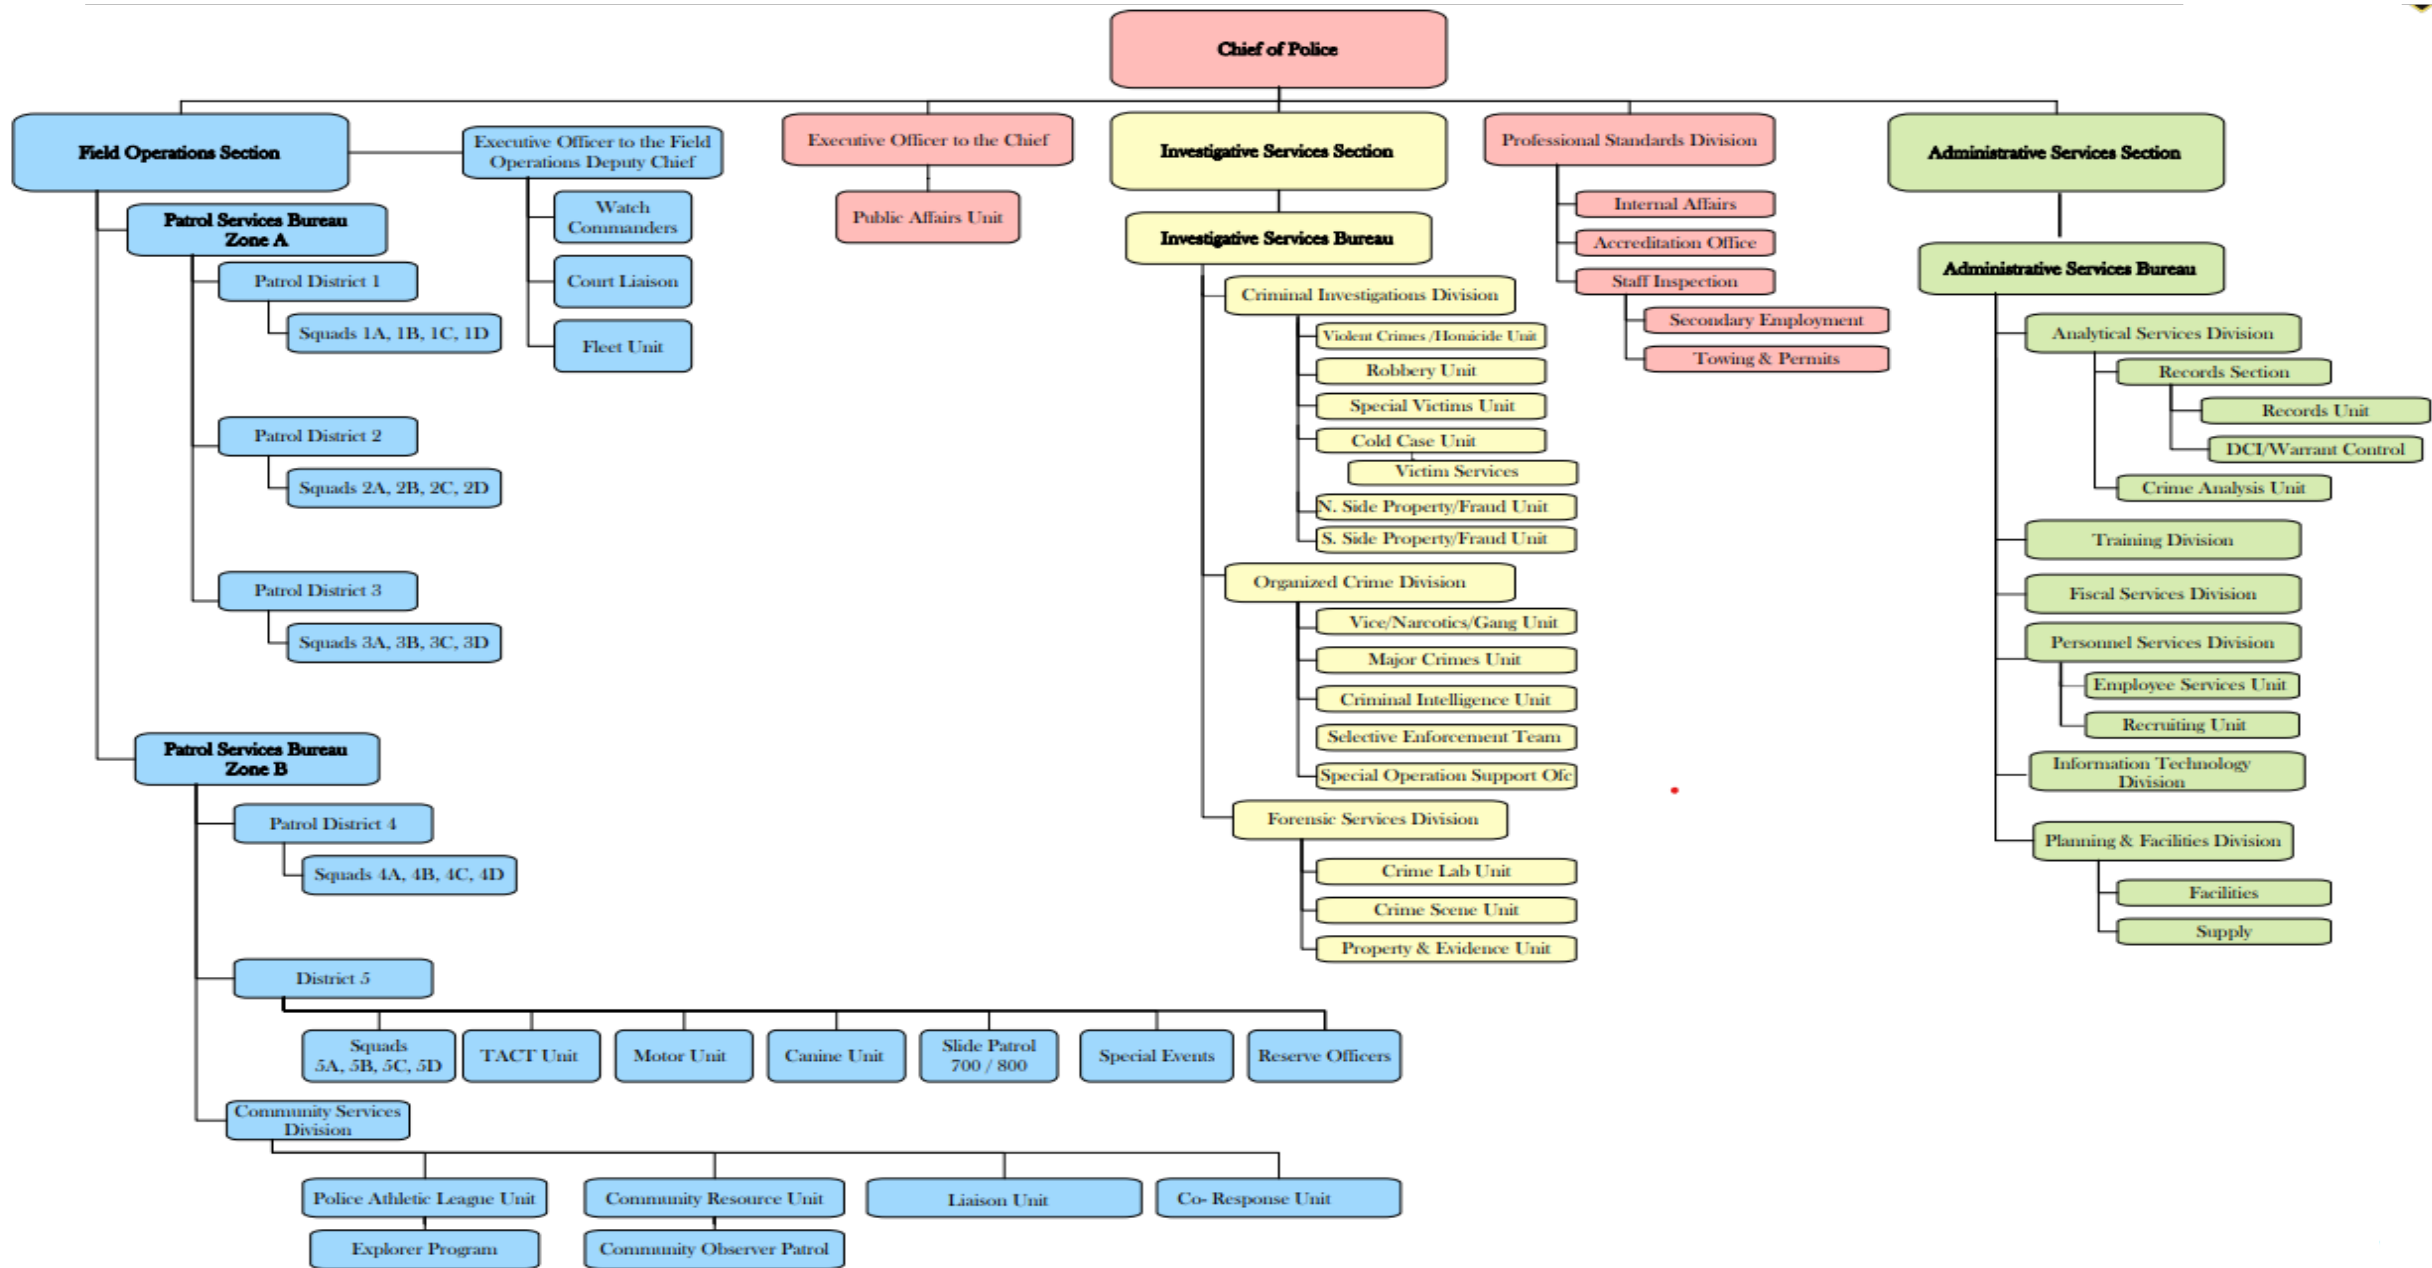 Chief of Police
Field Operations Section
Executive Officer to the Field
Operations Deputy Chief
Watch
Commanders
Court Liaison
Fleet Unit
Patrol Services Bureau
Zone A
Patrol District 1
Squads 1A, 1B, 1C, 1D
Patrol District 2
Squads 2A, 2B, 2C, 2D
Patrol District 3
Squads 3A, 3B, 3C, 3D
Patrol Services Bureau
Zone B
Patrol District 4
Squads 4A, 4B, 4C, 4D
District 5
Squads
5A, 5B, 5C, 5D
TACT Unit
Motor Unit
Canine Unit
Slide Patrol
700 / 800
Special Events
Reserve Officers
Community Services
Division
Police Athletic League Unit
Community Resource Unit
Liaison Unit
Co- Response Unit
Explorer Program
Community Observer Patrol
Executive Officer to the Chief
Public Affairs Unit
Investigative Services Section
Investigative Services Bureau
Criminal Investigations Division
Violent Crimes /Homicide Unit
Robbery Unit
Special Victims Unit
Cold Case Unit
Victim Services
N. Side Property/Fraud Unit
S. Side Property/Fraud Unit
Organized Crime Division
Vice/Narcotics/Gang Unit
Major Crimes Unit
Criminal Intelligence Unit
Selective Enforcement Team
Special Operation Support Ofc
Forensic Services Division
Crime Lab Unit
Crime Scene Unit
Property & Evidence Unit
Professional Standards Division
Internal Affairs
Accreditation Office
Staff Inspection
Secondary Employment
Towing & Permits
Administrative Services Section
Administrative Services Bureau
Analytical Services Division
Records Section
Records Unit
DCI/Warrant Control
Crime Analysis Unit
Training Division
Fiscal Services Division
Personnel Services Division
Employee Services Unit
Recruiting Unit
Information Technology
Division
Planning & Facilities Division
Facilities
Supply